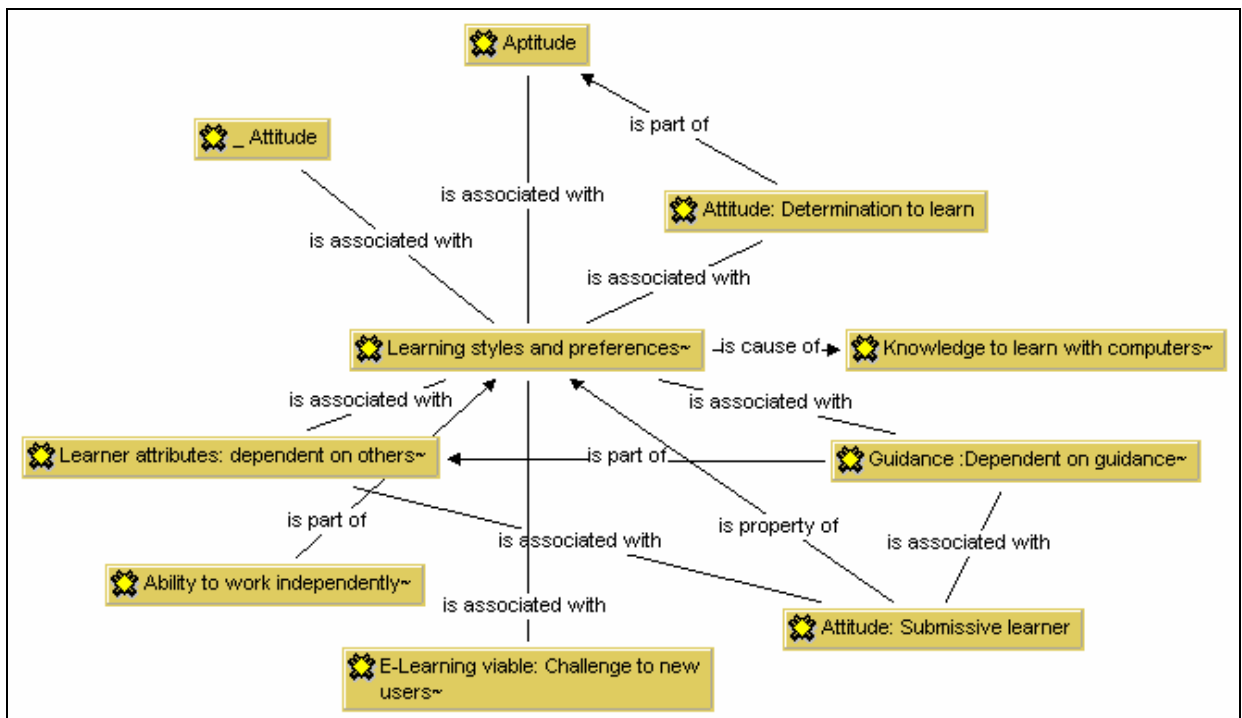 Aptitude
is part of
_ Attitude
is associated with
Attitude: Determination to learn
is associated with
is associated with
Learning styles and preferences~
is cause of
Knowledge to learn with computers~
is associated with
is associated with
Learner attributes: dependent on others~
is part of
Guidance :Dependent on guidance~
is part of
is property of
is associated with
is associated with
Ability to work independently~
is associated with
Attitude: Submissive learner
E-Learning viable: Challenge to new
users~